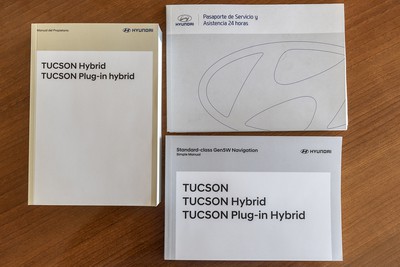 Manual del Propietario
HYUNDAI
TUCSON Hybrid
TUCSON Plug-in hybrid
HYUNDAI
Pasaporte de Servicio y
Asistencia 24 horas
Standard-class Gen5W Navigation
Simple Manual
HYUNDAI
TUCSON
TUCSON Hybrid
TUCSON Plug-in Hybrid